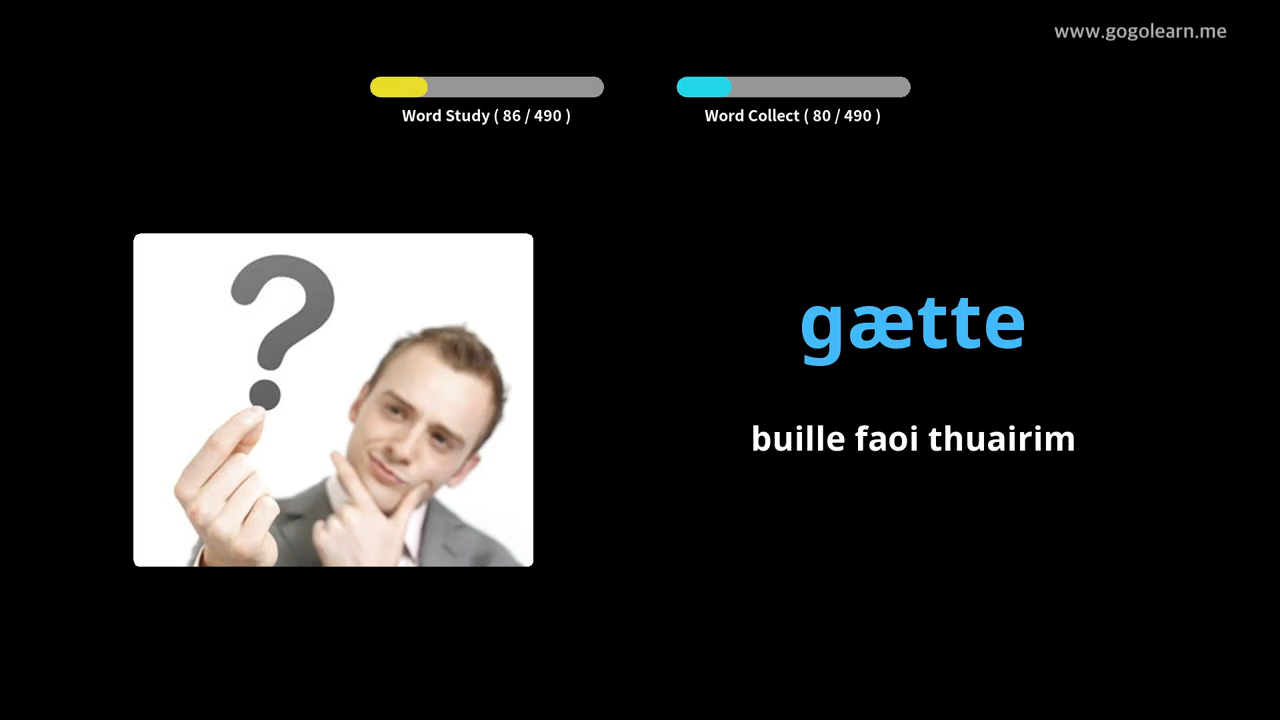 www.gogolearn.me
Word Study ( 86 / 490 )
Word Collect ( 80 / 490 )
?
gætte
buille faoi thuairim